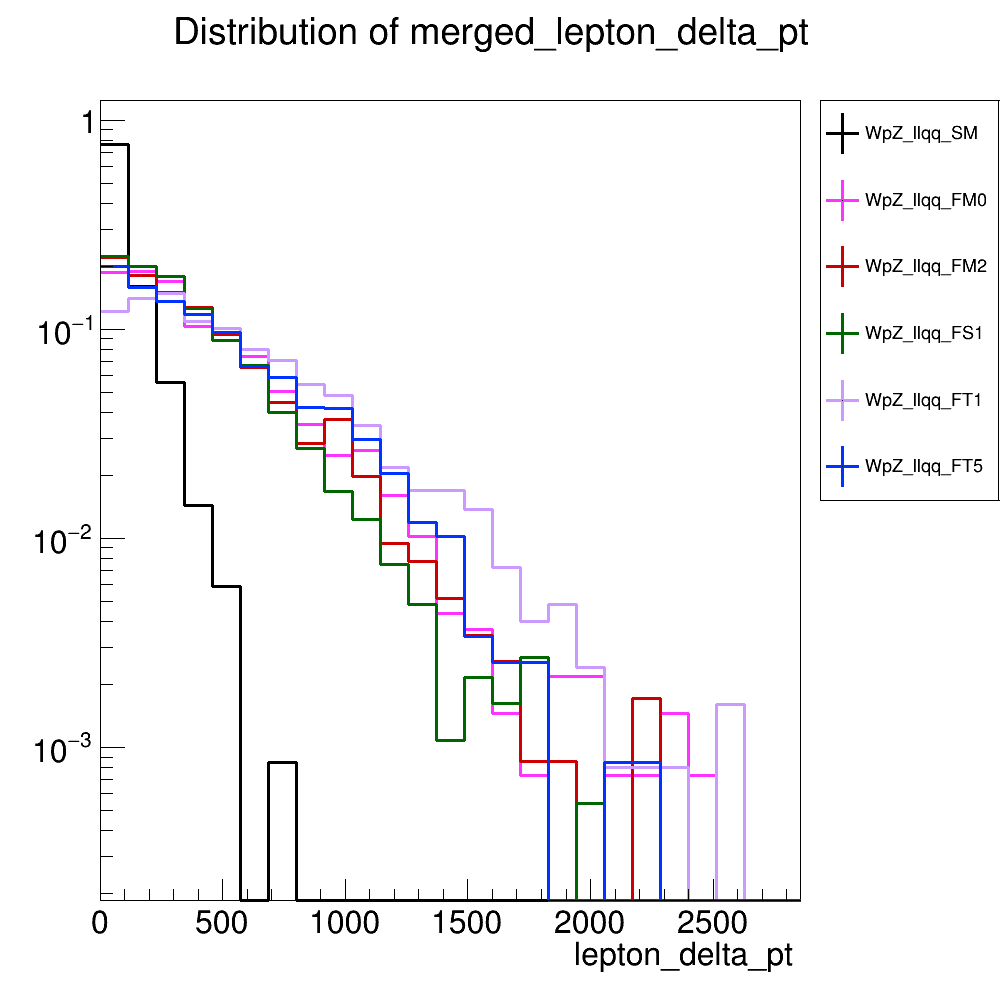 Distribution of merged_lepton_delta_pt
WpZ_llqq_SM
WpZ_llqq_FM0
WpZ_llqq_FM2
WpZ_llqq_FS1
WpZ_llqq_FT1
WpZ_llqq_FT5
1
10⁻¹
10⁻²
10⁻³
0 500 1000 1500 2000 2500
lepton_delta_pt